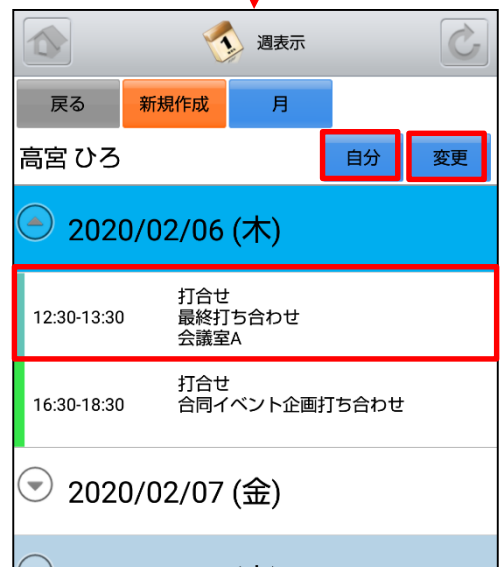 1
週表示
戻る 新規作成 月
高宮 ひろ 自分 変更
2020/02/06 (木)
12:30-13:30 打合せ
最終打ち合わせ
会議室A
16:30-18:30 打合せ
合同イベント企画打ち合わせ
2020/02/07 (金)